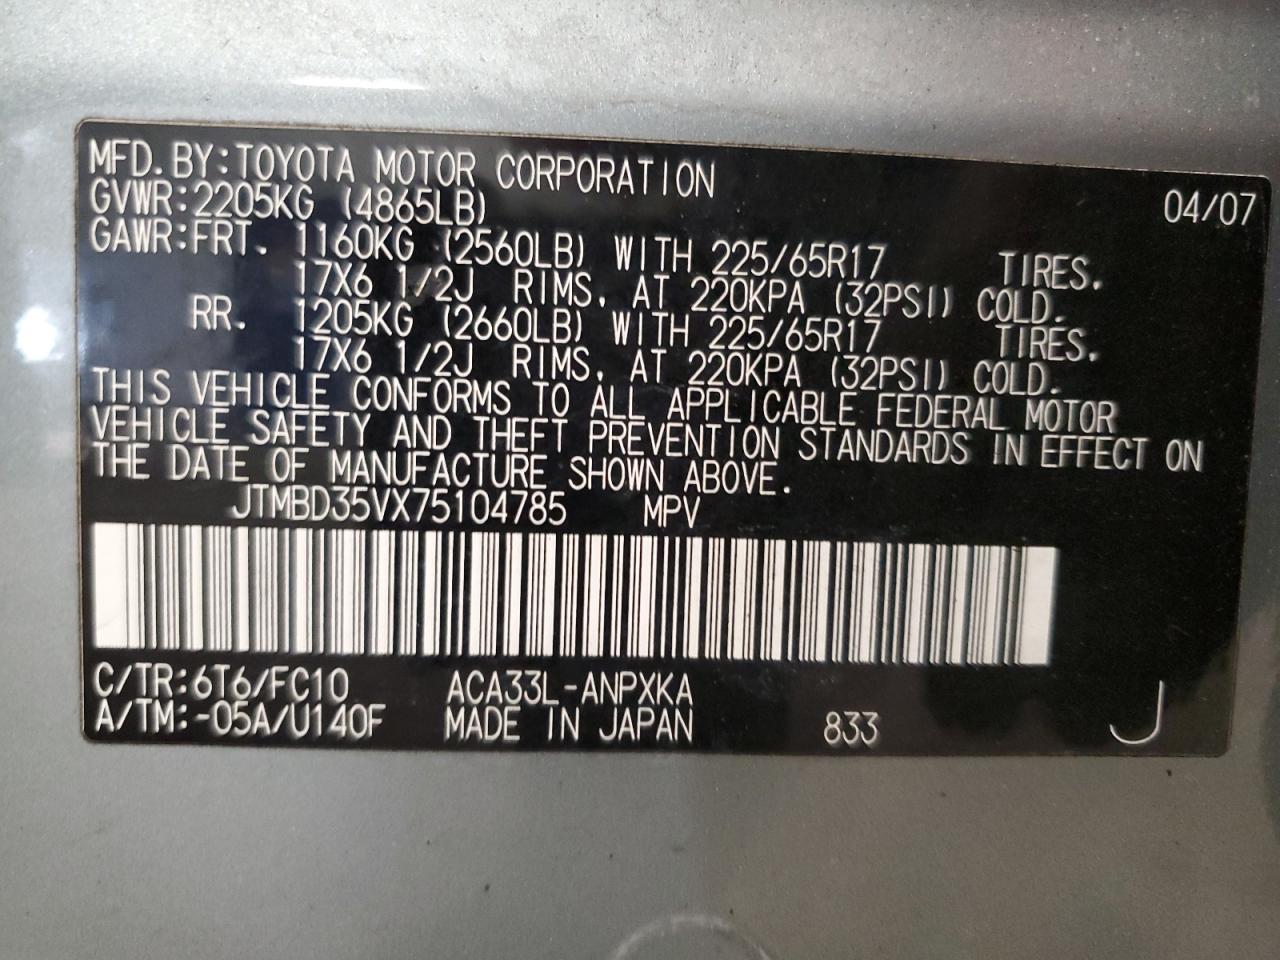 MFD.BY:TOYOTA MOTOR CORPORATION 04/07
GVWR:2205KG (4865LB)
GAWR:FRT. 1160KG (2560LB) WITH 225/65R17 TIRES.
17X6 1/2J RIMS, AT 220KPA (32PSI) COLD.
RR. 1205KG (2660LB) WITH 225/65R17 TIRES.
17X6 1/2J RIMS, AT 220KPA (32PSI) COLD.
THIS VEHICLE CONFORMS TO ALL APPLICABLE FEDERAL MOTOR
VEHICLE SAFETY AND THEFT PREVENTION STANDARDS IN EFFECT ON
THE DATE OF MANUFACTURE SHOWN ABOVE.
JTMBD35VX75104785 MPV
C/TR:6T6/FC10 ACA33L-ANPXKA
A/TM:-05A/U140F MADE IN JAPAN 833 J